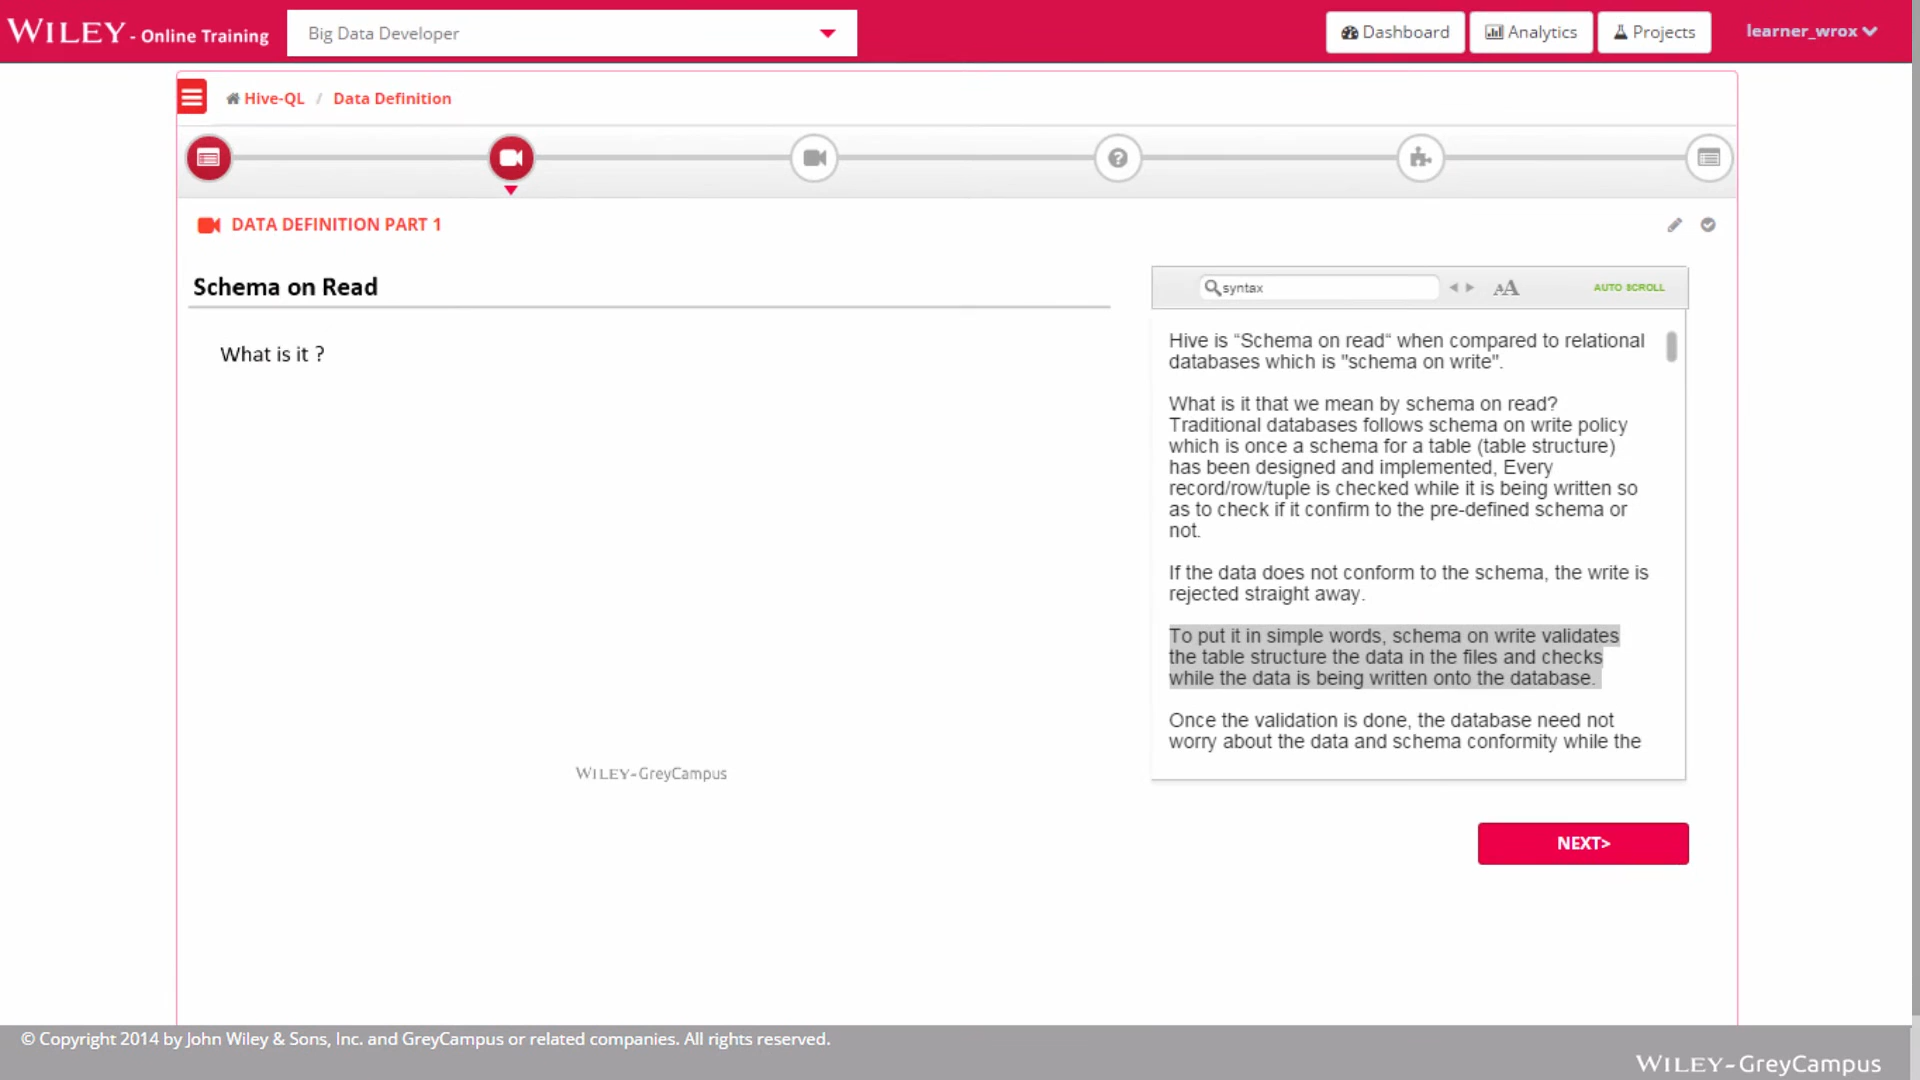 WILEY - Online Training
Big Data Developer
Dashboard
Analytics
Projects
learner_wrox
Hive-QL / Data Definition
DATA DEFINITION PART 1
Schema on Read
What is it ?
WILEY-GreyCampus
syntax
AA
AUTO SCROLL
Hive is “Schema on read“ when compared to relational
databases which is "schema on write".
What is it that we mean by schema on read?
Traditional databases follows schema on write policy
which is once a schema for a table (table structure)
has been designed and implemented, Every
record/row/tuple is checked while it is being written so
as to check if it confirm to the pre-defined schema or
not.
If the data does not conform to the schema, the write is
rejected straight away.
To put it in simple words, schema on write validates
the table structure the data in the files and checks
while the data is being written onto the database.
Once the validation is done, the database need not
worry about the data and schema conformity while the
NEXT>
© Copyright 2014 by John Wiley & Sons, Inc. and GreyCampus or related companies. All rights reserved.
WILEY-GreyCampus